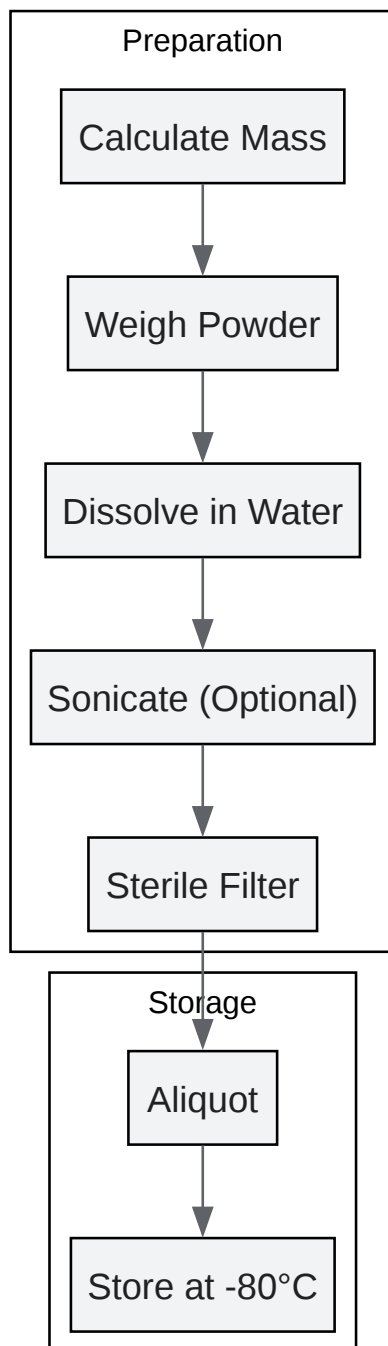 Preparation
Calculate Mass
Weigh Powder
Dissolve in Water
Sonicate (Optional)
Sterile Filter
Storage
Aliquot
Store at -80°C